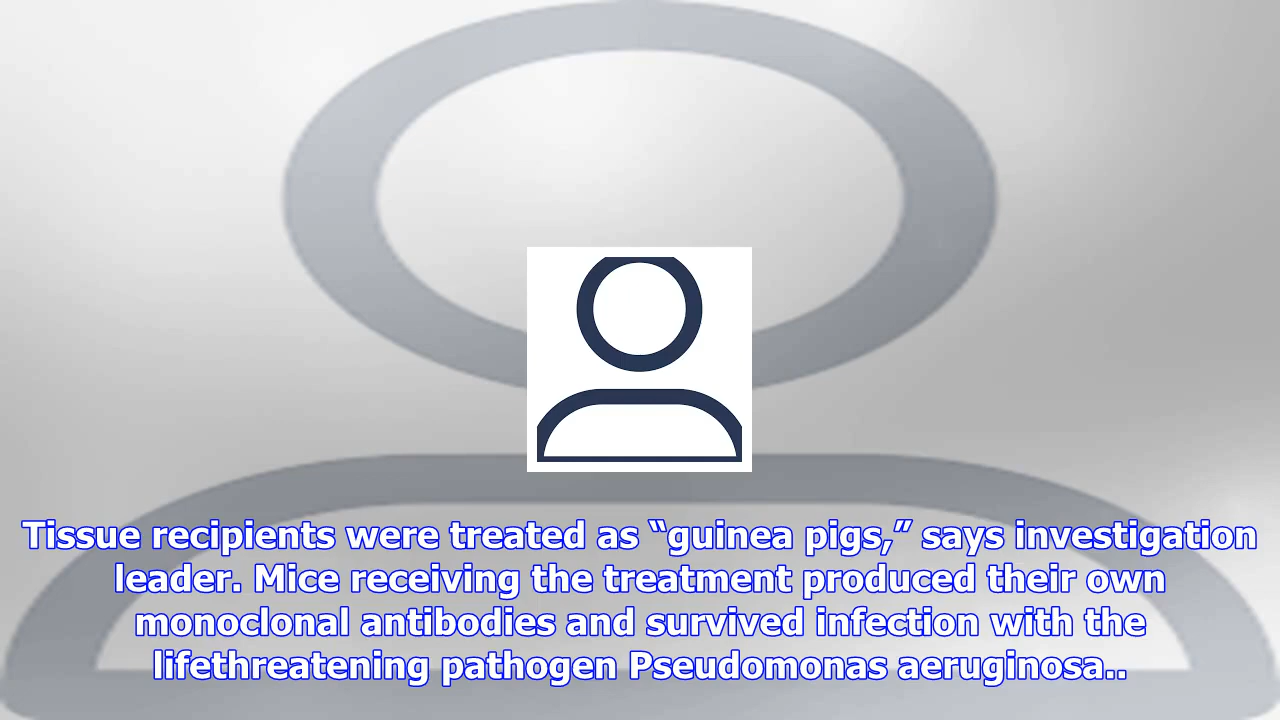 Tissue recipients were treated as “guinea pigs,” says investigation
leader. Mice receiving the treatment produced their own
monoclonal antibodies and survived infection with the
lifethreatening pathogen Pseudomonas aeruginosa..